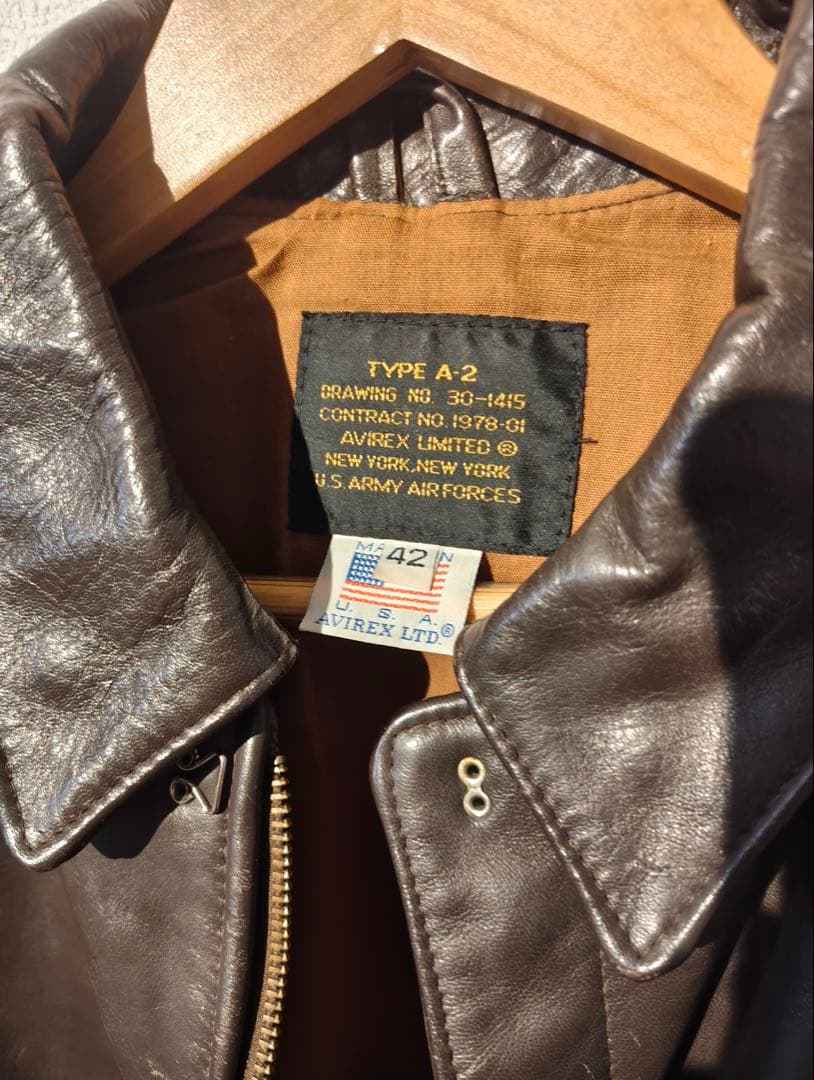 TYPE A-2
DRAWING NO. 30-1415
CONTRACT NO. 1978-01
AVIREX LIMITED ®
NEW YORK, NEW YORK
U.S. ARMY AIR FORCES
42
U. S. A.
AVIREX LTD.®